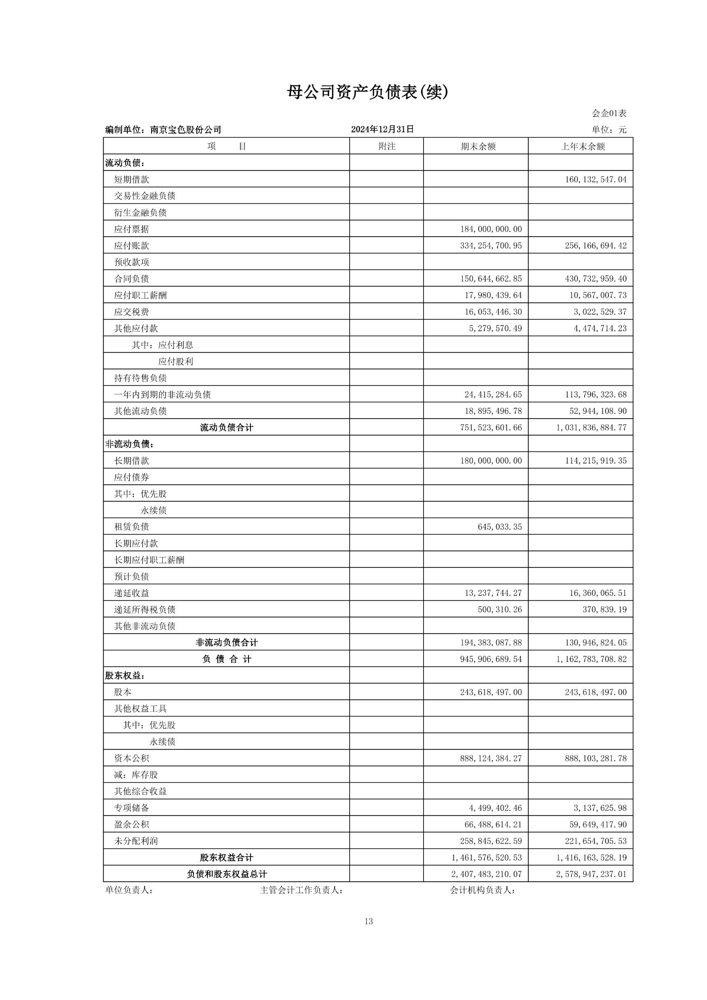 母公司资产负债表(续)
会企01表
编制单位：南京宝色股份公司 2024年12月31日 单位：元
项 目 附注 期末余额 上年末余额
流动负债：
短期借款 160,132,547.04
交易性金融负债
衍生金融负债
应付票据 184,000,000.00
应付账款 334,254,700.95 256,166,694.42
预收款项
合同负债 150,644,662.85 430,732,959.40
应付职工薪酬 17,980,439.64 10,567,007.73
应交税费 16,053,446.30 3,022,529.37
其他应付款 5,279,570.49 4,474,714.23
其中：应付利息
应付股利
持有待售负债
一年内到期的非流动负债 24,415,284.65 113,796,323.68
其他流动负债 18,895,496.78 52,944,108.90
流动负债合计 751,523,601.66 1,031,836,884.77
非流动负债：
长期借款 180,000,000.00 114,215,919.35
应付债券
其中：优先股
永续债
租赁负债 645,033.35
长期应付款
长期应付职工薪酬
预计负债
递延收益 13,237,744.27 16,360,065.51
递延所得税负债 500,310.26 370,839.19
其他非流动负债
非流动负债合计 194,383,087.88 130,946,824.05
负 债 合 计 945,906,689.54 1,162,783,708.82
股东权益：
股本 243,618,497.00 243,618,497.00
其他权益工具
其中：优先股
永续债
资本公积 888,124,384.27 888,103,281.78
减：库存股
其他综合收益
专项储备 4,499,402.46 3,137,625.98
盈余公积 66,488,614.21 59,649,417.90
未分配利润 258,845,622.59 221,654,705.53
股东权益合计 1,461,576,520.53 1,416,163,528.19
负债和股东权益总计 2,407,483,210.07 2,578,947,237.01
单位负责人： 主管会计工作负责人： 会计机构负责人：
13